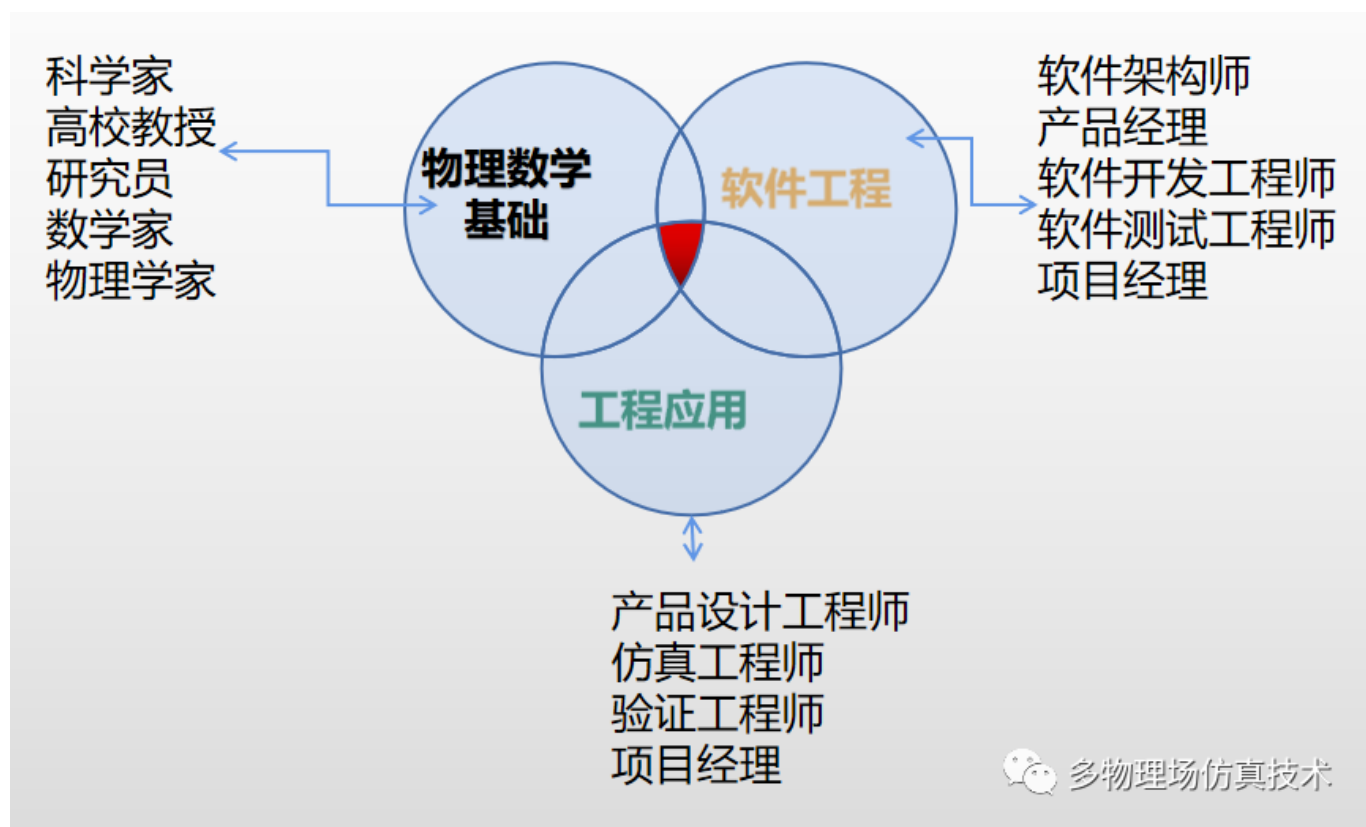 科学家
高校教授
研究员
数学家
物理学家
物理数学
基础
软件工程
工程应用
软件架构师
产品经理
软件开发工程师
软件测试工程师
项目经理
产品设计工程师
仿真工程师
验证工程师
项目经理
多物理场仿真技术